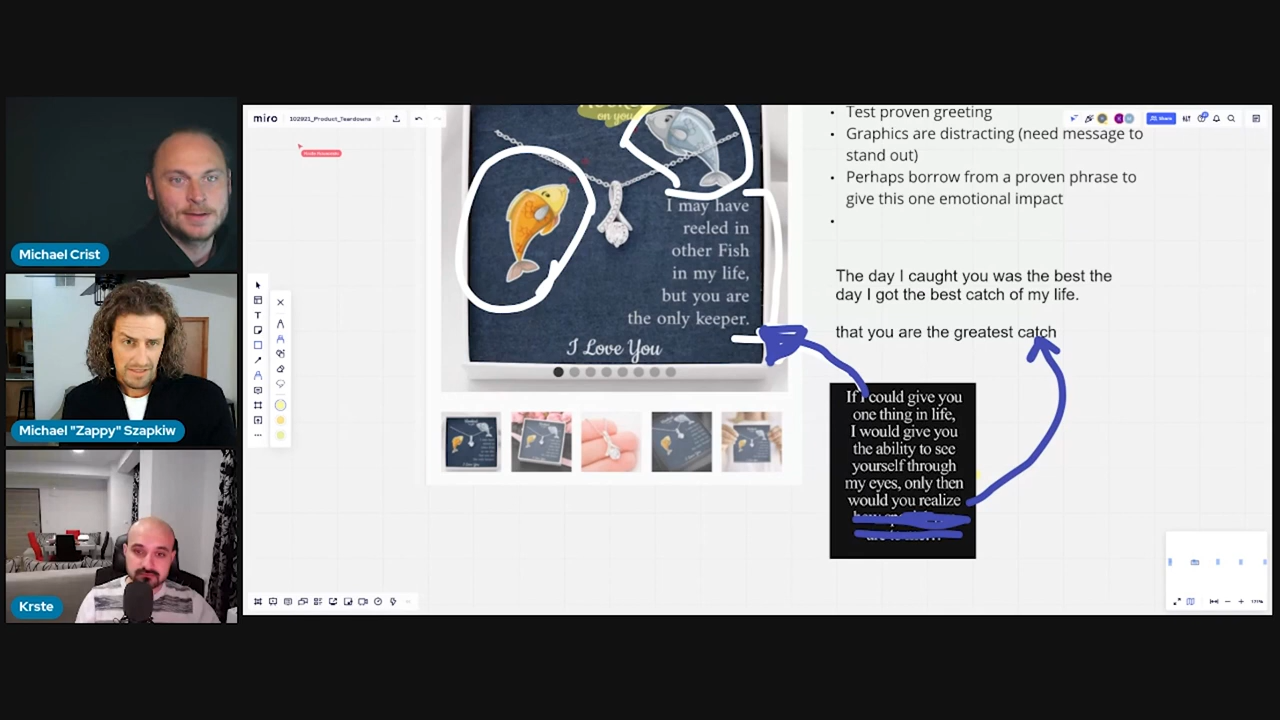 miro
102921_Product_Teardowns
Share
on you
I may have
reeled in
other Fish
in my life,
but you are
the only keeper.
I Love You
Test proven greeting
Graphics are distracting (need message to
stand out)
Perhaps borrow from a proven phrase to
give this one emotional impact
The day I caught you was the best the
day I got the best catch of my life.
that you are the greatest catch
If I could give you
one thing in life,
I would give you
the ability to see
yourself through
my eyes, only then
would you realize
Michael Crist
Michael "Zappy" Szapkiw
Krste